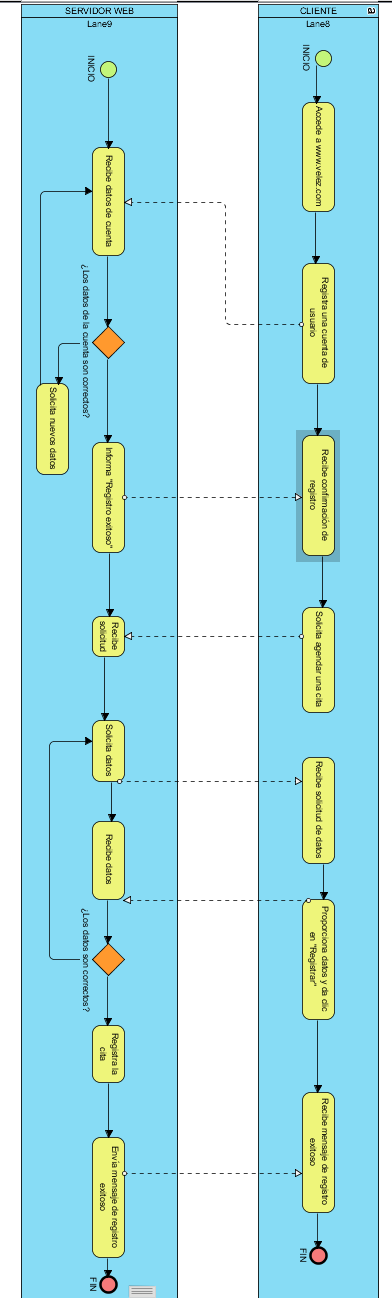 a
CLIENTE
Lane8
INICIO
Accede a www.velez.com
Registra una cuenta de
usuario
Recibe confirmación de
registro
Solicita agendar una cita
Recibe solicitud de datos
Proporciona datos y da clic
en "Registrar"
Recibe mensaje de registro
exitoso
FIN
SERVIDOR WEB
Lane9
INICIO
Recibe datos de cuenta
¿Los datos de la cuenta son correctos?
Solicita nuevos datos
Informa "Registro exitoso"
Recibe
solicitud
Solicita datos
Recibe datos
¿Los datos son correctos?
Registra la
cita
Envía mensaje de registro
exitoso
FIN